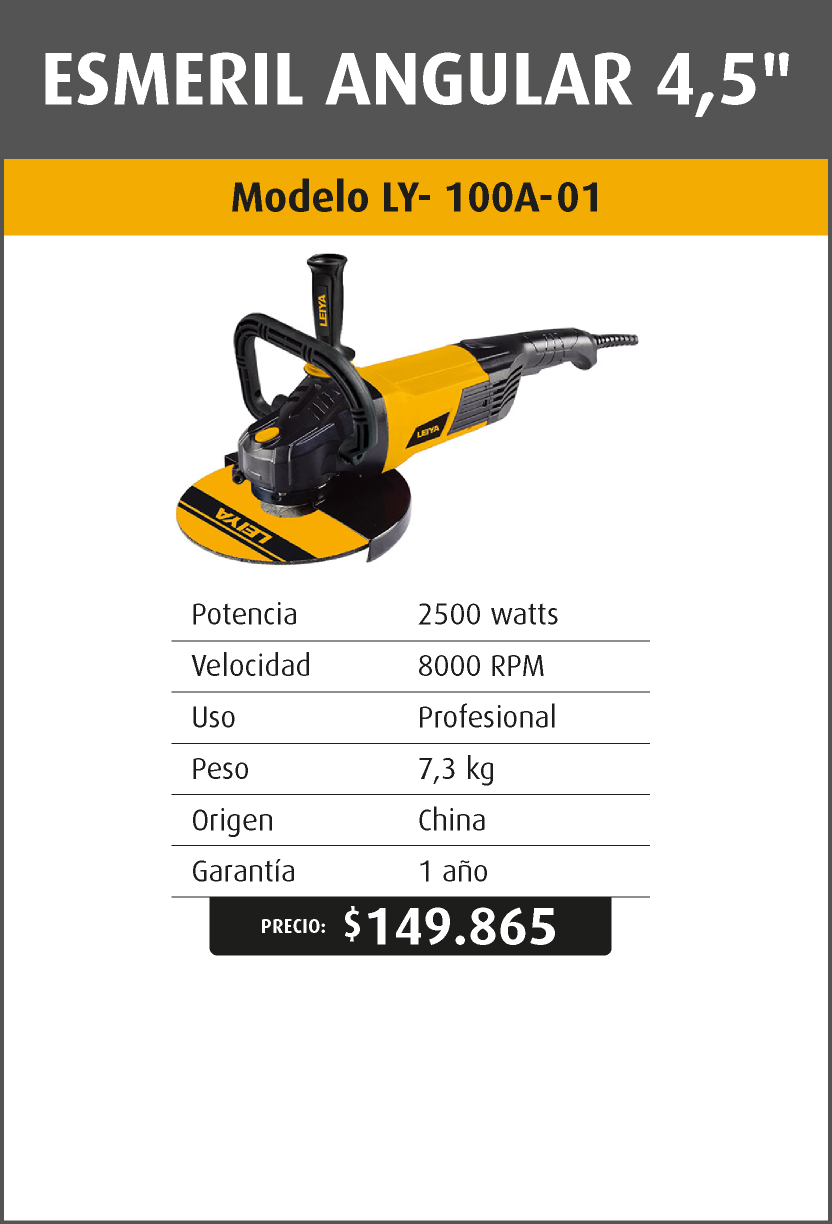 ESMERIL ANGULAR 4,5"
Modelo LY- 100A-01
LEIYA
LEIYA
LEIYA
Potencia 2500 watts
Velocidad 8000 RPM
Uso Profesional
Peso 7,3 kg
Origen China
Garantía 1 año
PRECIO: $149.865